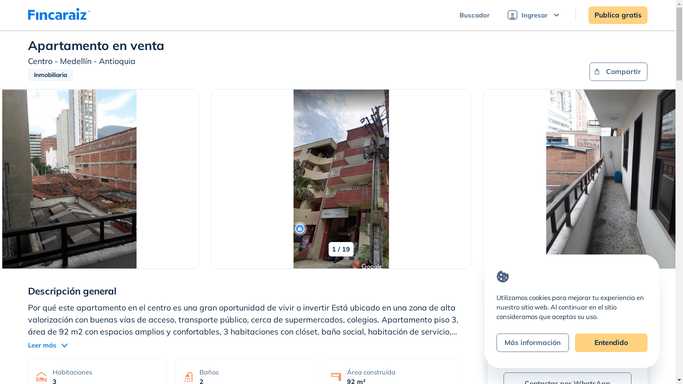 Fincaraiz
Buscador
Ingresar
Publica gratis
Apartamento en venta
Centro - Medellín - Antioquia
Inmobiliaria
Compartir
1 / 19
Google
Descripción general
Por qué este apartamento en el centro es una gran oportunidad de vivir o invertir Está ubicado en una zona de alta
valorización con buenas vías de acceso, transporte público, cerca de supermercados, colegios. Apartamento piso 3,
área de 92 m2 con espacios amplios y confortables, 3 habitaciones con clóset, baño social, habitación de servicio,...
Leer más
Habitaciones
3
Baños
2
Área construida
92 m²
Utilizamos cookies para mejorar tu experiencia en
nuestro sitio web. Al continuar en el sitio
consideramos que aceptas su uso.
Más información
Entendido
Contactar por WhatsApp